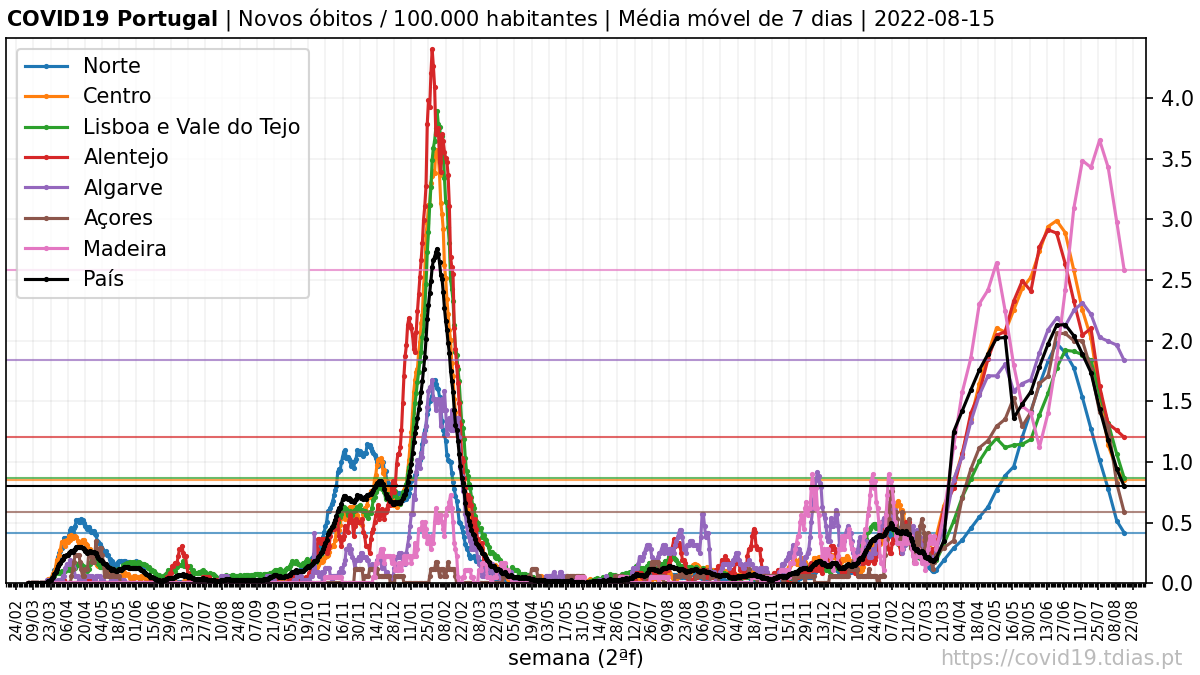 COVID19 Portugal | Novos óbitos / 100.000 habitantes | Média móvel de 7 dias | 2022-08-15
Norte
Centro
Lisboa e Vale do Tejo
Alentejo
Algarve
Açores
Madeira
País
4.0
3.5
3.0
2.5
2.0
1.5
1.0
0.5
0.0
24/02 09/03 23/03 06/04 20/04 04/05 18/05 01/06 15/06 29/06 13/07 27/07 10/08 24/08 07/09 21/09 05/10 19/10 02/11 16/11 30/11 14/12 28/12 11/01 25/01 08/02 22/02 08/03 22/03 05/04 19/04 03/05 17/05 31/05 14/06 28/06 12/07 26/07 09/08 23/08 06/09 20/09 04/10 18/10 01/11 15/11 29/11 13/12 27/12 10/01 24/01 07/02 21/02 07/03 21/03 04/04 18/04 02/05 16/05 30/05 13/06 27/06 11/07 25/07 08/08 22/08
semana (2ªf)
https://covid19.tdias.pt